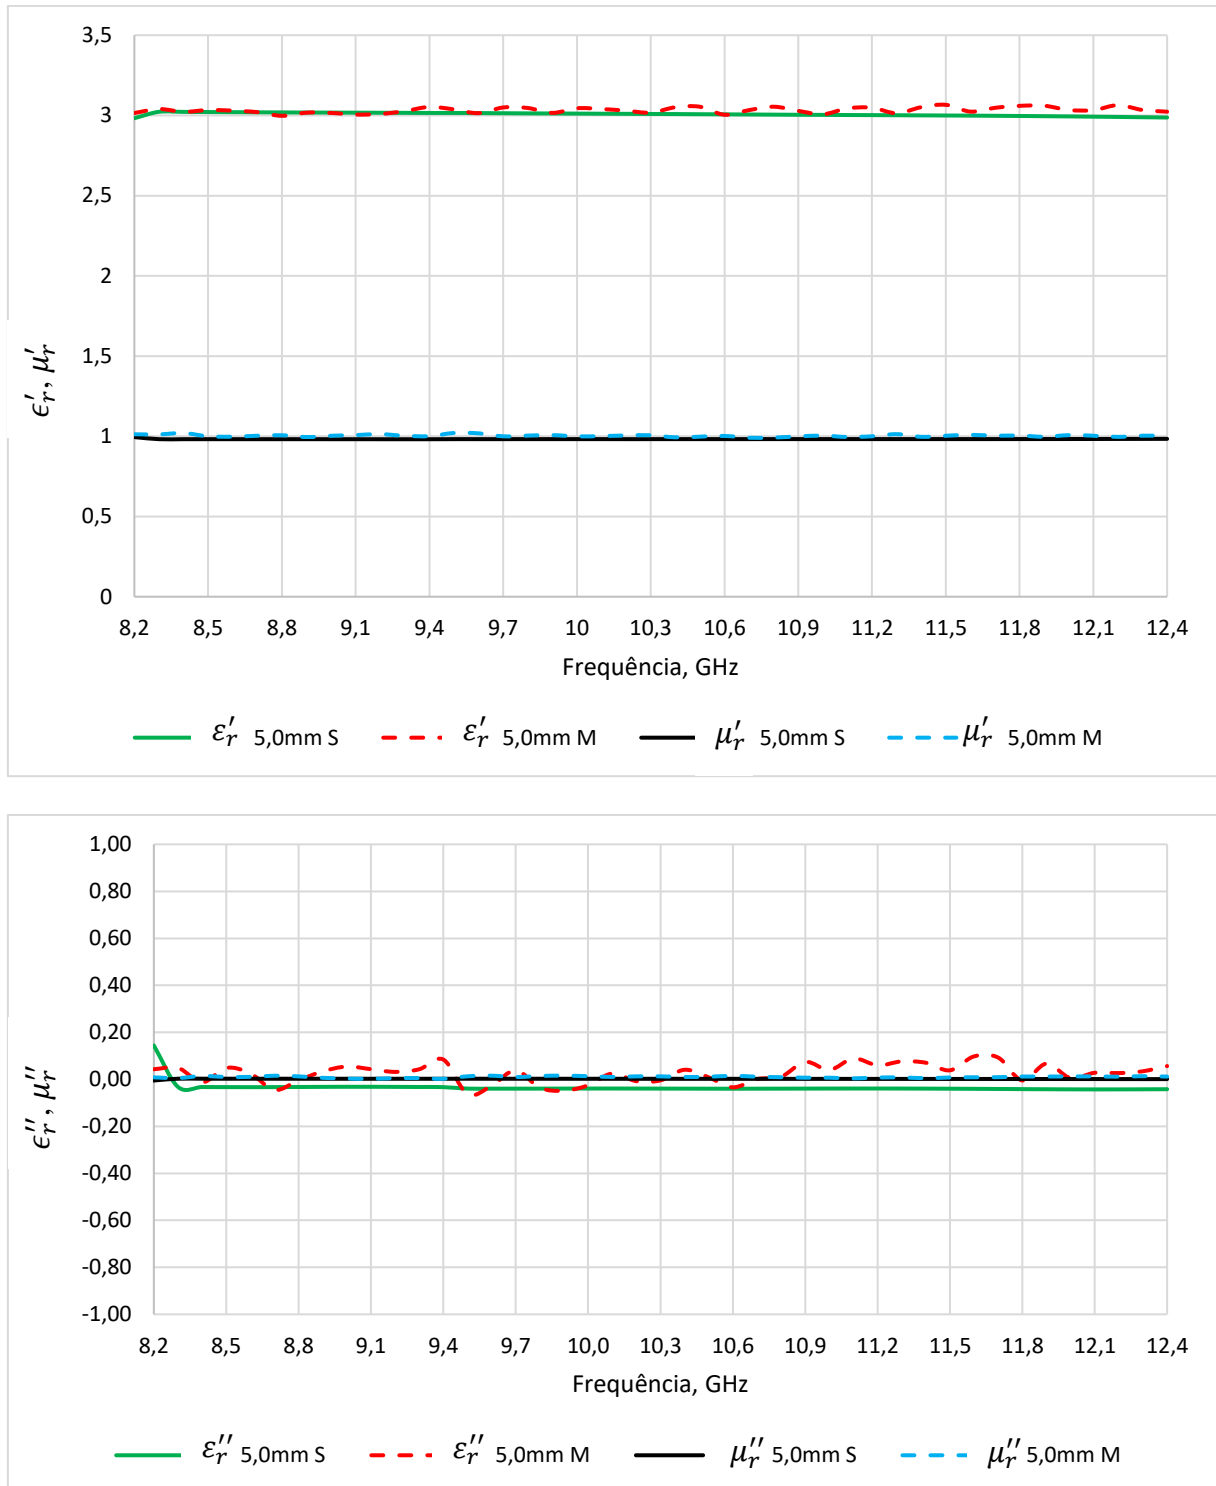 3,5
3
2,5
2
1,5
1
0,5
0
ϵ′r, μ′r
8,2 8,5 8,8 9,1 9,4 9,7 10 10,3 10,6 10,9 11,2 11,5 11,8 12,1 12,4
Frequência, GHz
ε′r 5,0mm S ε′r 5,0mm M μ′r 5,0mm S μ′r 5,0mm M
1,00
0,80
0,60
0,40
0,20
0,00
-0,20
-0,40
-0,60
-0,80
-1,00
ϵ′′r, μ′′r
8,2 8,5 8,8 9,1 9,4 9,7 10,0 10,3 10,6 10,9 11,2 11,5 11,8 12,1 12,4
Frequência, GHz
ε′′r 5,0mm S ε′′r 5,0mm M μ′′r 5,0mm S μ′′r 5,0mm M